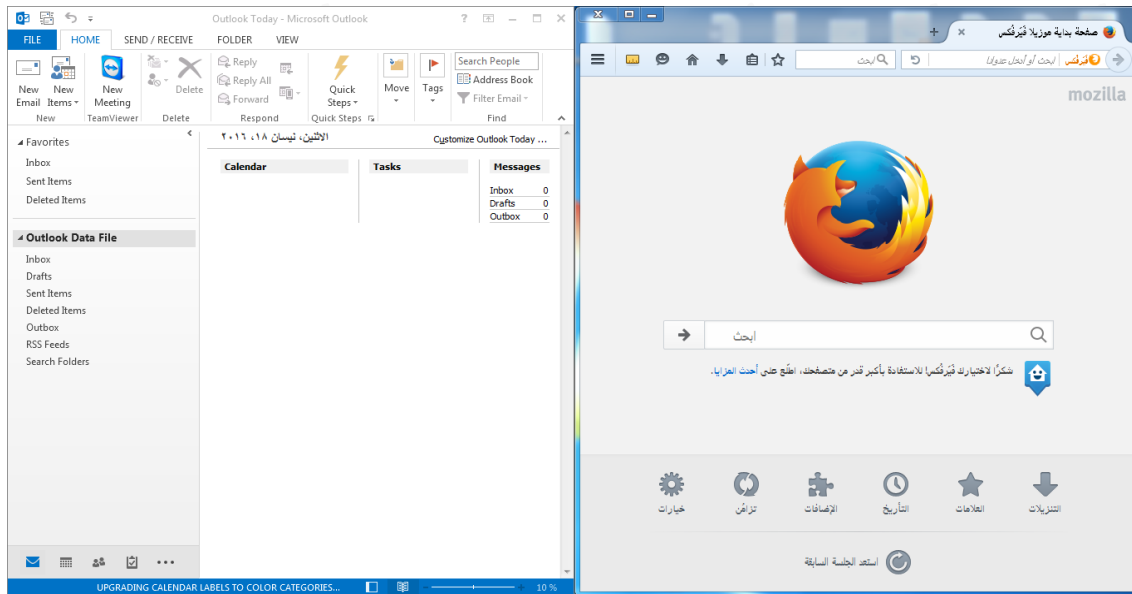 Outlook Today - Microsoft Outlook
FILE
HOME
SEND / RECEIVE
FOLDER
VIEW
New Email
New Items
New Meeting
Delete
Reply
Reply All
Forward
Quick Steps
Move
Tags
Search People
Address Book
Filter Email
New
TeamViewer
Delete
Respond
Quick Steps
Find
Favorites
Inbox
Sent Items
Deleted Items
Outlook Data File
Inbox
Drafts
Sent Items
Deleted Items
Outbox
RSS Feeds
Search Folders
الاثنين، نيسان ١٨، ٢٠١٦
Customize Outlook Today ...
Calendar
Tasks
Messages
Inbox 0
Drafts 0
Outbox 0
UPGRADING CALENDAR LABELS TO COLOR CATEGORIES...
10 %
صفحة بداية موزيلا فَيَرفُكس
فَيَرفُكس
ابحث أو أدخل عنوانا
ابحث
mozilla
ابحث
شكرًا لاختيارك فَيَرفُكس! للاستفادة بأكبر قدر من متصفحك، اطلّع على أحدث المزايا.
التنزيلات
العلامات
التأريخ
الإضافات
تزامُن
خيارات
استعد الجلسة السابقة